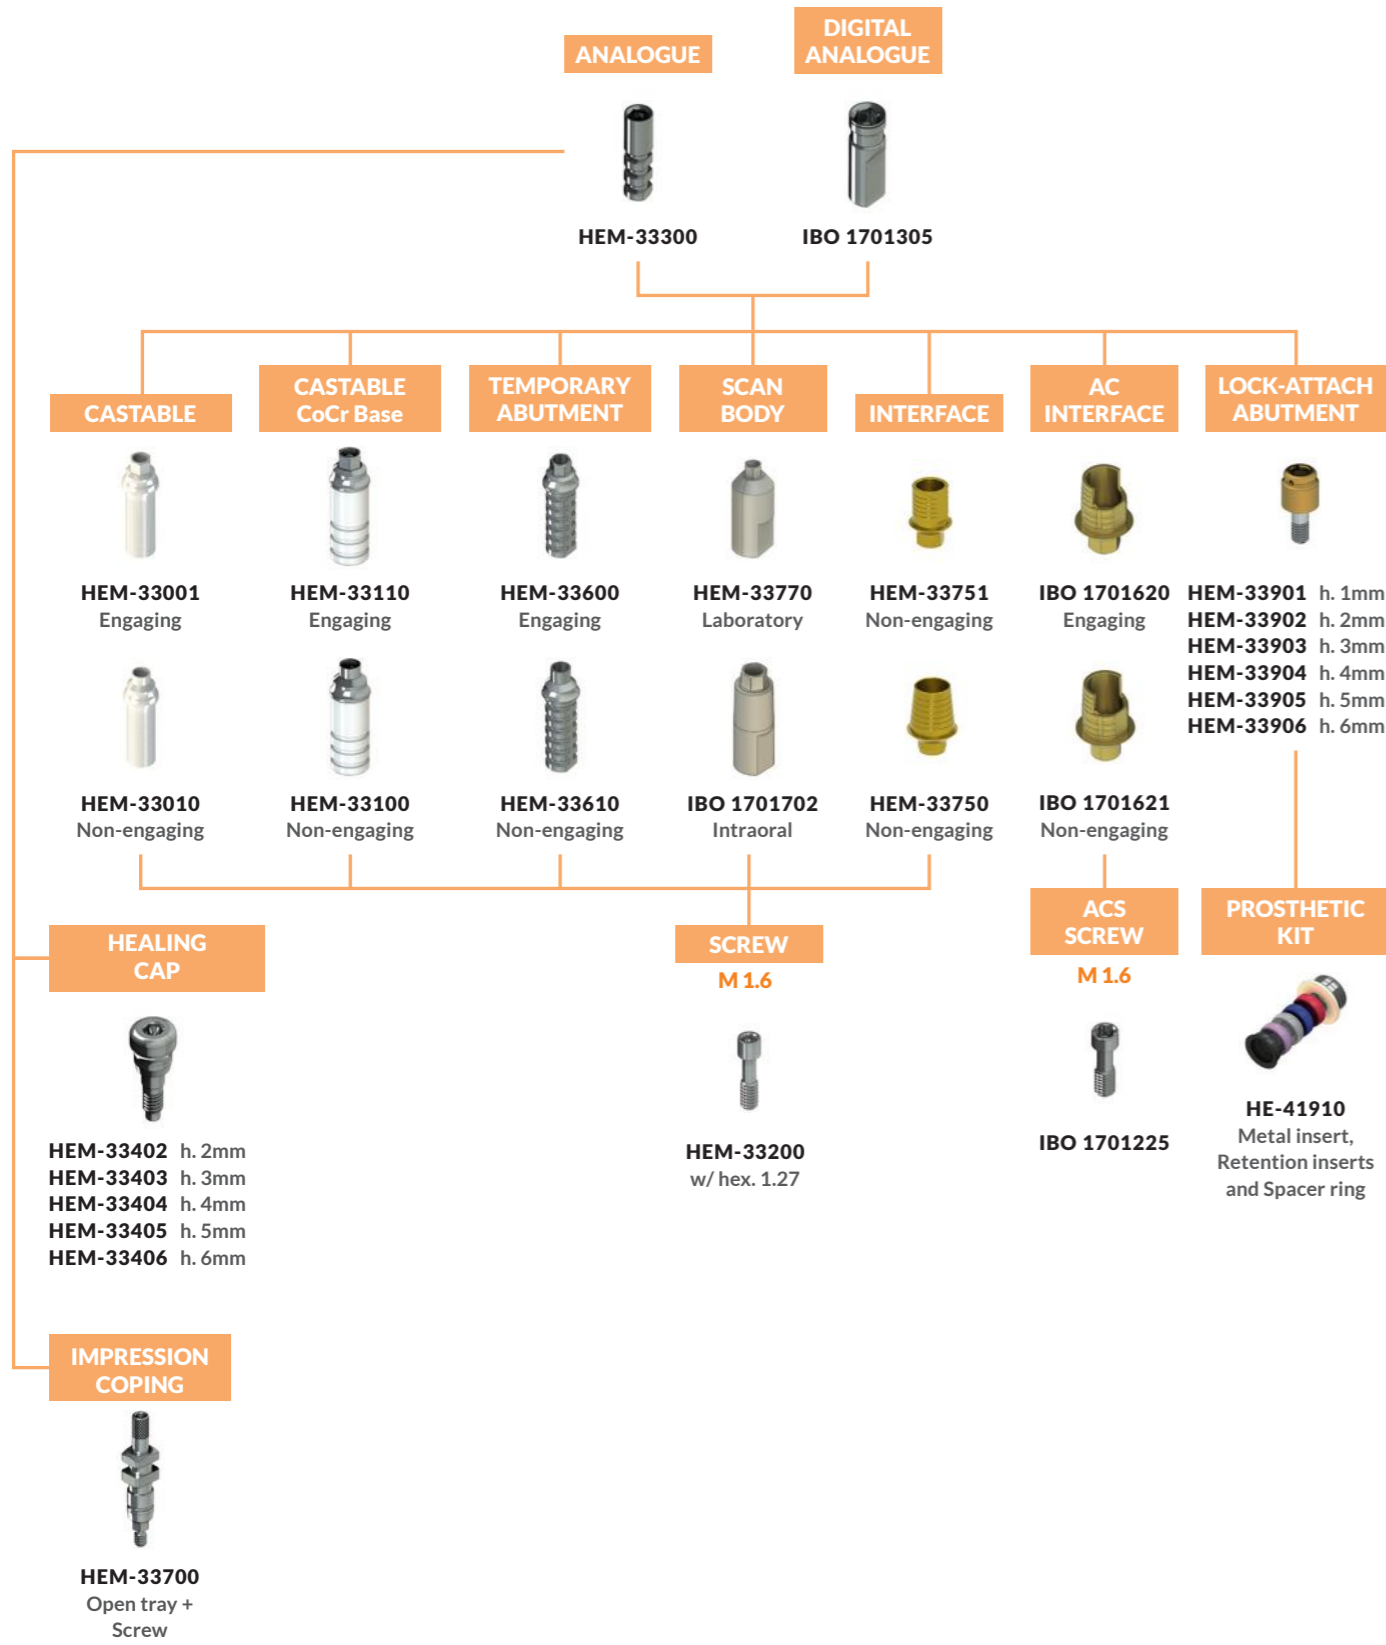 ANALOGUE
DIGITAL
ANALOGUE
HEM-33300
IBO 1701305
CASTABLE
CASTABLE
CoCr Base
TEMPORARY
ABUTMENT
SCAN
BODY
INTERFACE
AC
INTERFACE
LOCK-ATTACH
ABUTMENT
HEM-33001
Engaging
HEM-33110
Engaging
HEM-33600
Engaging
HEM-33770
Laboratory
HEM-33751
Non-engaging
IBO 1701620
Engaging
HEM-33901 h. 1mm
HEM-33902 h. 2mm
HEM-33903 h. 3mm
HEM-33904 h. 4mm
HEM-33905 h. 5mm
HEM-33906 h. 6mm
HEM-33010
Non-engaging
HEM-33100
Non-engaging
HEM-33610
Non-engaging
IBO 1701702
Intraoral
HEM-33750
Non-engaging
IBO 1701621
Non-engaging
HEALING
CAP
SCREW
M 1.6
ACS
SCREW
M 1.6
PROSTHETIC
KIT
HEM-33402 h. 2mm
HEM-33403 h. 3mm
HEM-33404 h. 4mm
HEM-33405 h. 5mm
HEM-33406 h. 6mm
HEM-33200
w/ hex. 1.27
IBO 1701225
HE-41910
Metal insert,
Retention inserts
and Spacer ring
IMPRESSION
COPING
HEM-33700
Open tray +
Screw